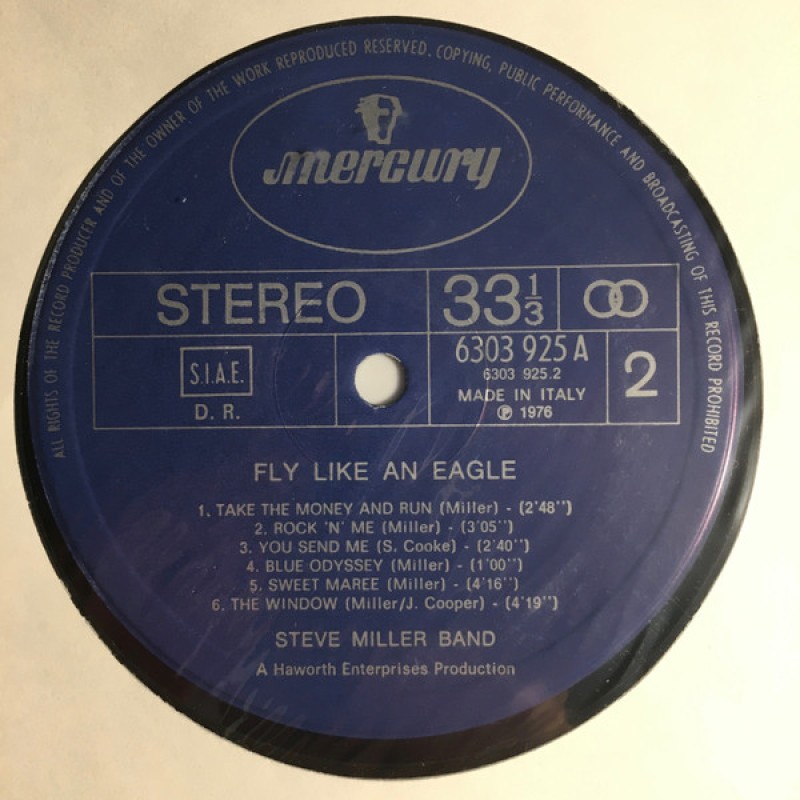 ALL RIGHTS OF THE RECORD PRODUCER AND OF THE OWNER OF THE WORK REPRODUCED RESERVED. COPYING, PUBLIC PERFORMANCE AND BROADCASTING OF THIS RECORD PROHIBITED
mercury
STEREO
33 1/3
S.I.A.E.
D. R.
6303 925 A
6303 925.2
MADE IN ITALY
℗ 1976
2
FLY LIKE AN EAGLE
1. TAKE THE MONEY AND RUN (Miller) - (2'48'')
2. ROCK 'N' ME (Miller) - (3'05'')
3. YOU SEND ME (S. Cooke) - (2'40'')
4. BLUE ODYSSEY (Miller) - (1'00'')
5. SWEET MAREE (Miller) - (4'16'')
6. THE WINDOW (Miller/J. Cooper) - (4'19'')
STEVE MILLER BAND
A Haworth Enterprises Production